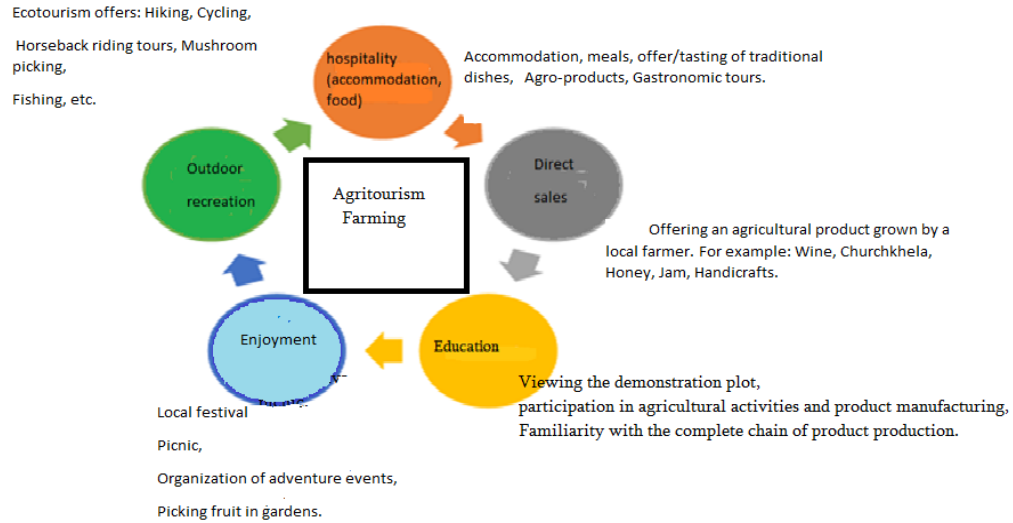 Ecotourism offers: Hiking, Cycling,
Horseback riding tours, Mushroom
picking,
Fishing, etc.
hospitality
(accommodation,
food)
Accommodation, meals, offer/tasting of traditional
dishes, Agro-products, Gastronomic tours.
Outdoor
recreation
Agritourism
Farming
Direct
sales
Offering an agricultural product grown by a
local farmer. For example: Wine, Churchkhela,
Honey, Jam, Handicrafts.
Enjoyment
Education
Viewing the demonstration plot,
participation in agricultural activities and product manufacturing,
Familiarity with the complete chain of product production.
Local festival
Picnic,
Organization of adventure events,
Picking fruit in gardens.